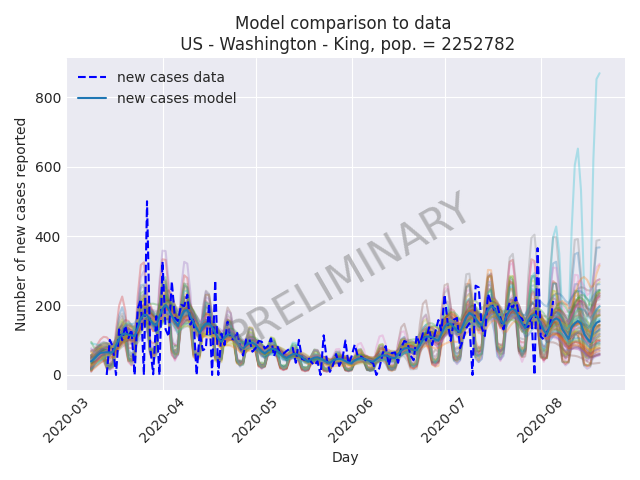 Model comparison to data
US - Washington - King, pop. = 2252782
new cases data
new cases model
PRELIMINARY
Number of new cases reported
800
600
400
200
0
2020-03
2020-04
2020-05
2020-06
2020-07
2020-08
Day